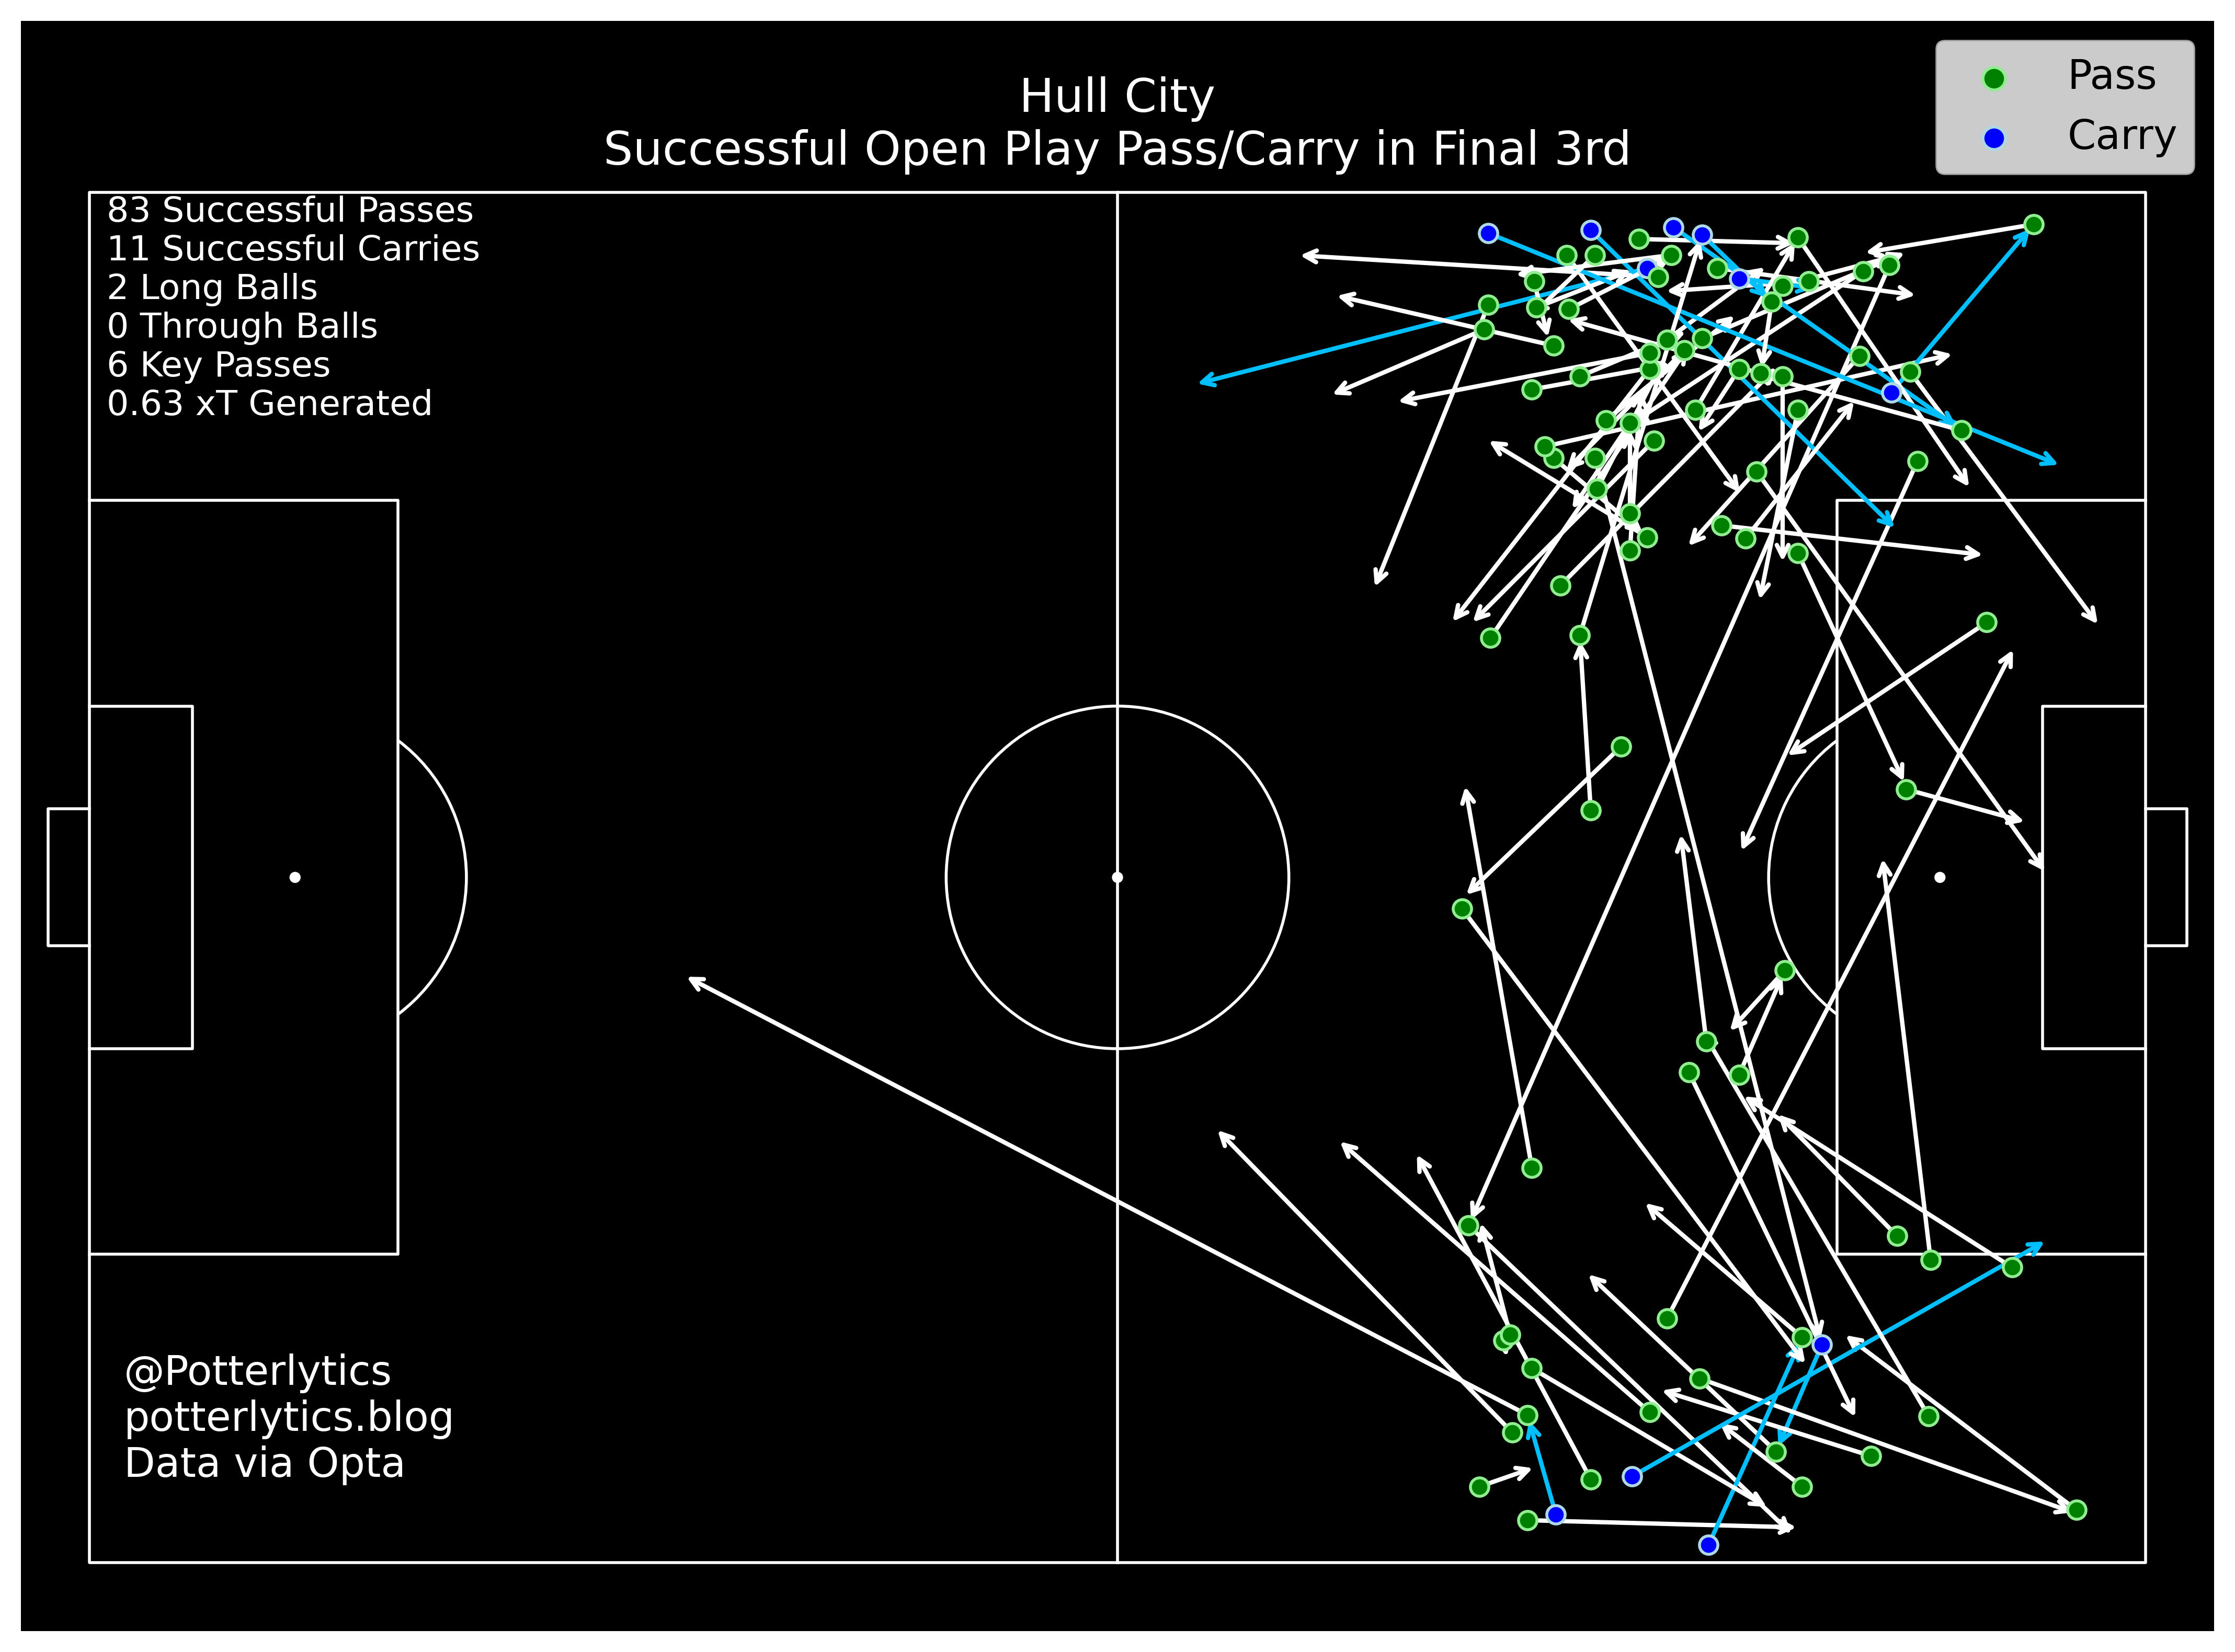 Hull City
Successful Open Play Pass/Carry in Final 3rd
Pass
Carry
83 Successful Passes
11 Successful Carries
2 Long Balls
0 Through Balls
6 Key Passes
0.63 xT Generated
@Potterlytics
potterlytics.blog
Data via Opta